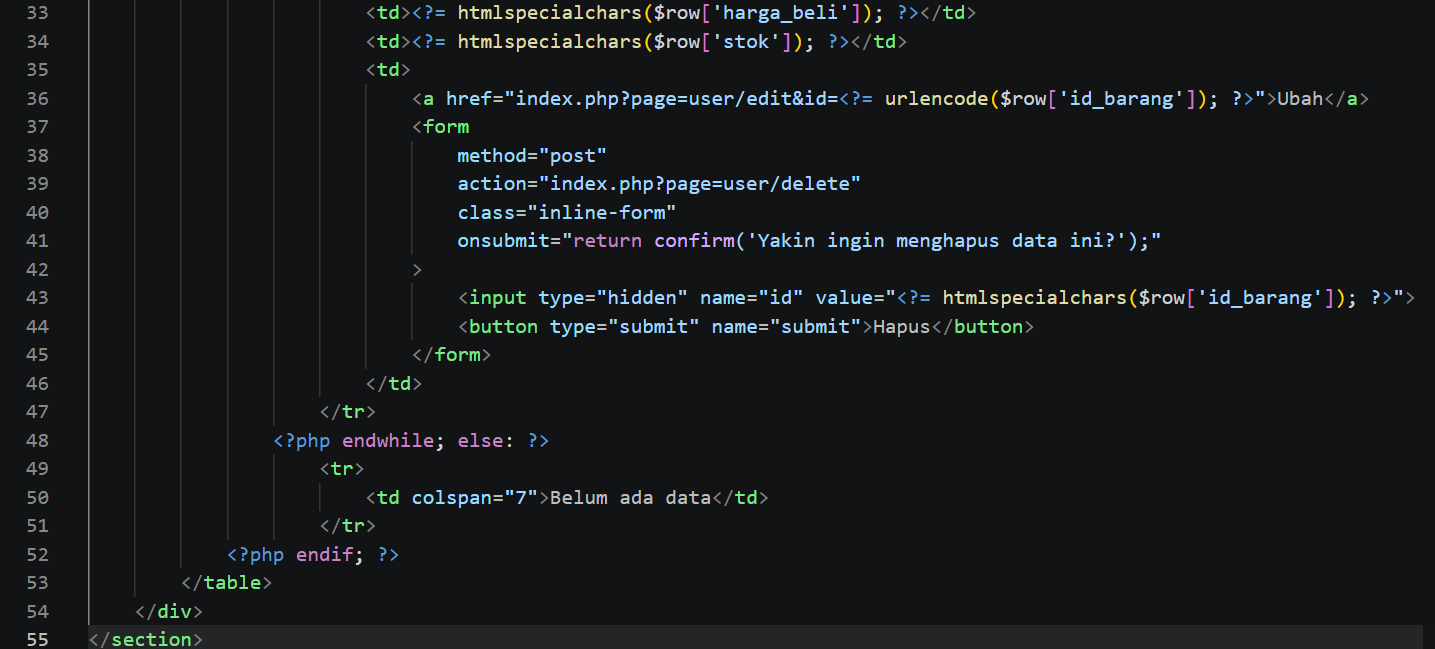 33 <td><?= htmlspecialchars($row['harga_beli']); ?></td>
34 <td><?= htmlspecialchars($row['stok']); ?></td>
35 <td>
36 <a href="index.php?page=user/edit&id=<?= urlencode($row['id_barang']); ?>">Ubah</a>
37 <form
38 method="post"
39 action="index.php?page=user/delete"
40 class="inline-form"
41 onsubmit="return confirm('Yakin ingin menghapus data ini?');"
42 >
43 <input type="hidden" name="id" value="<?= htmlspecialchars($row['id_barang']); ?>">
44 <button type="submit" name="submit">Hapus</button>
45 </form>
46 </td>
47 </tr>
48 <?php endwhile; else: ?>
49 <tr>
50 <td colspan="7">Belum ada data</td>
51 </tr>
52 <?php endif; ?>
53 </table>
54 </div>
55 </section>